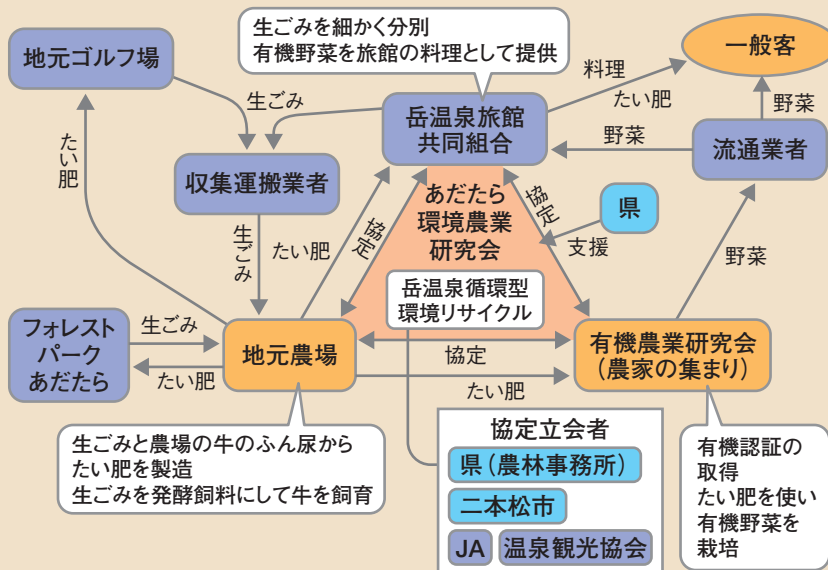 生ごみを細かく分別
有機野菜を旅館の料理として提供
一般客
地元ゴルフ場
生ごみ
料理
たい肥
岳温泉旅館
共同組合
野菜
野菜
流通業者
たい肥
収集運搬業者
あだたら
環境農業
研究会
協定
協定
県
支援
生ごみ
たい肥
野菜
岳温泉循環型
環境リサイクル
フォレスト
パーク
あだたら
生ごみ
たい肥
地元農場
協定
たい肥
有機農業研究会
(農家の集まり)
生ごみと農場の牛のふん尿から
たい肥を製造
生ごみを発酵飼料にして牛を飼育
協定立会者
県(農林事務所)
二本松市
JA
温泉観光協会
有機認証の
取得
たい肥を使い
有機野菜を
栽培